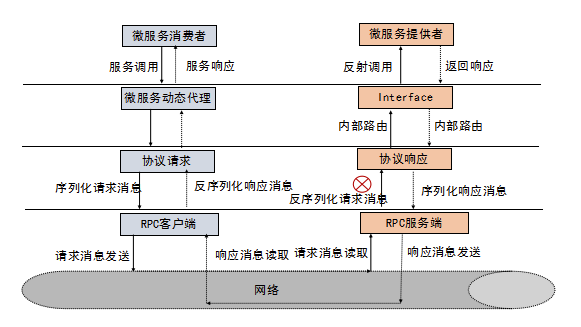 微服务消费者
微服务提供者
服务调用
服务响应
反射调用
返回响应
微服务动态代理
Interface
内部路由
内部路由
协议请求
协议响应
序列化请求消息
反序列化响应消息
反序列化请求消息
序列化响应消息
RPC客户端
RPC服务端
请求消息发送
响应消息读取
请求消息读取
响应消息发送
网络